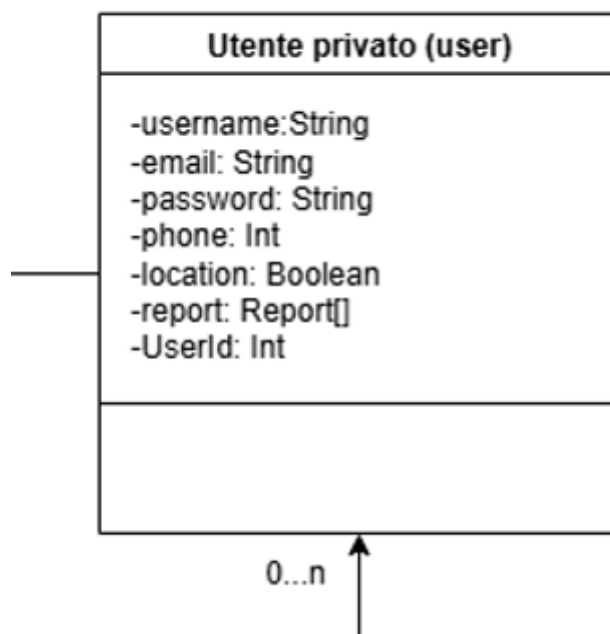 Utente privato (user)
-username:String
-email: String
-password: String
-phone: Int
-location: Boolean
-report: Report[]
-UserId: Int
0...n